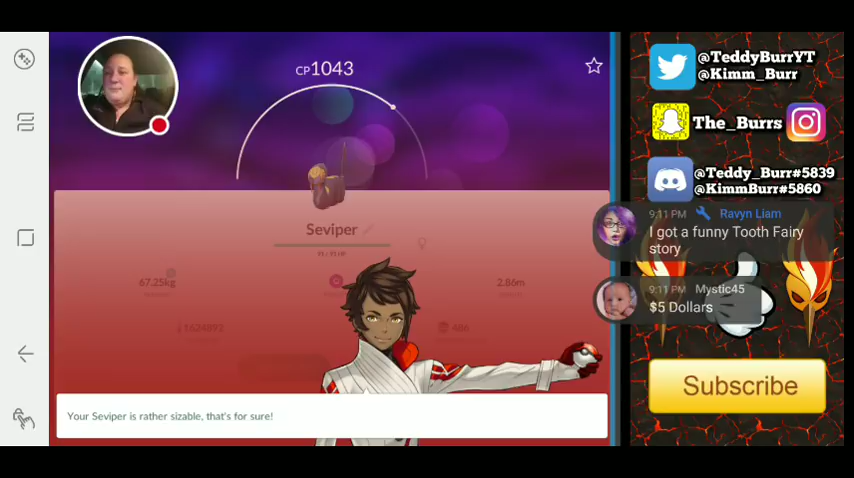 CP1043
Seviper
67.25kg
2.86m
1624892
486
Your Seviper is rather sizable, that's for sure!
@TeddyBurrYT
@Kimm_Burr
The_Burrs
@Teddy_Burr#5839
@KimmBurr#5860
9:11 PM Ravyn Liam
I got a funny Tooth Fairy
story
9:11 PM Mystic45
$5 Dollars
Subscribe